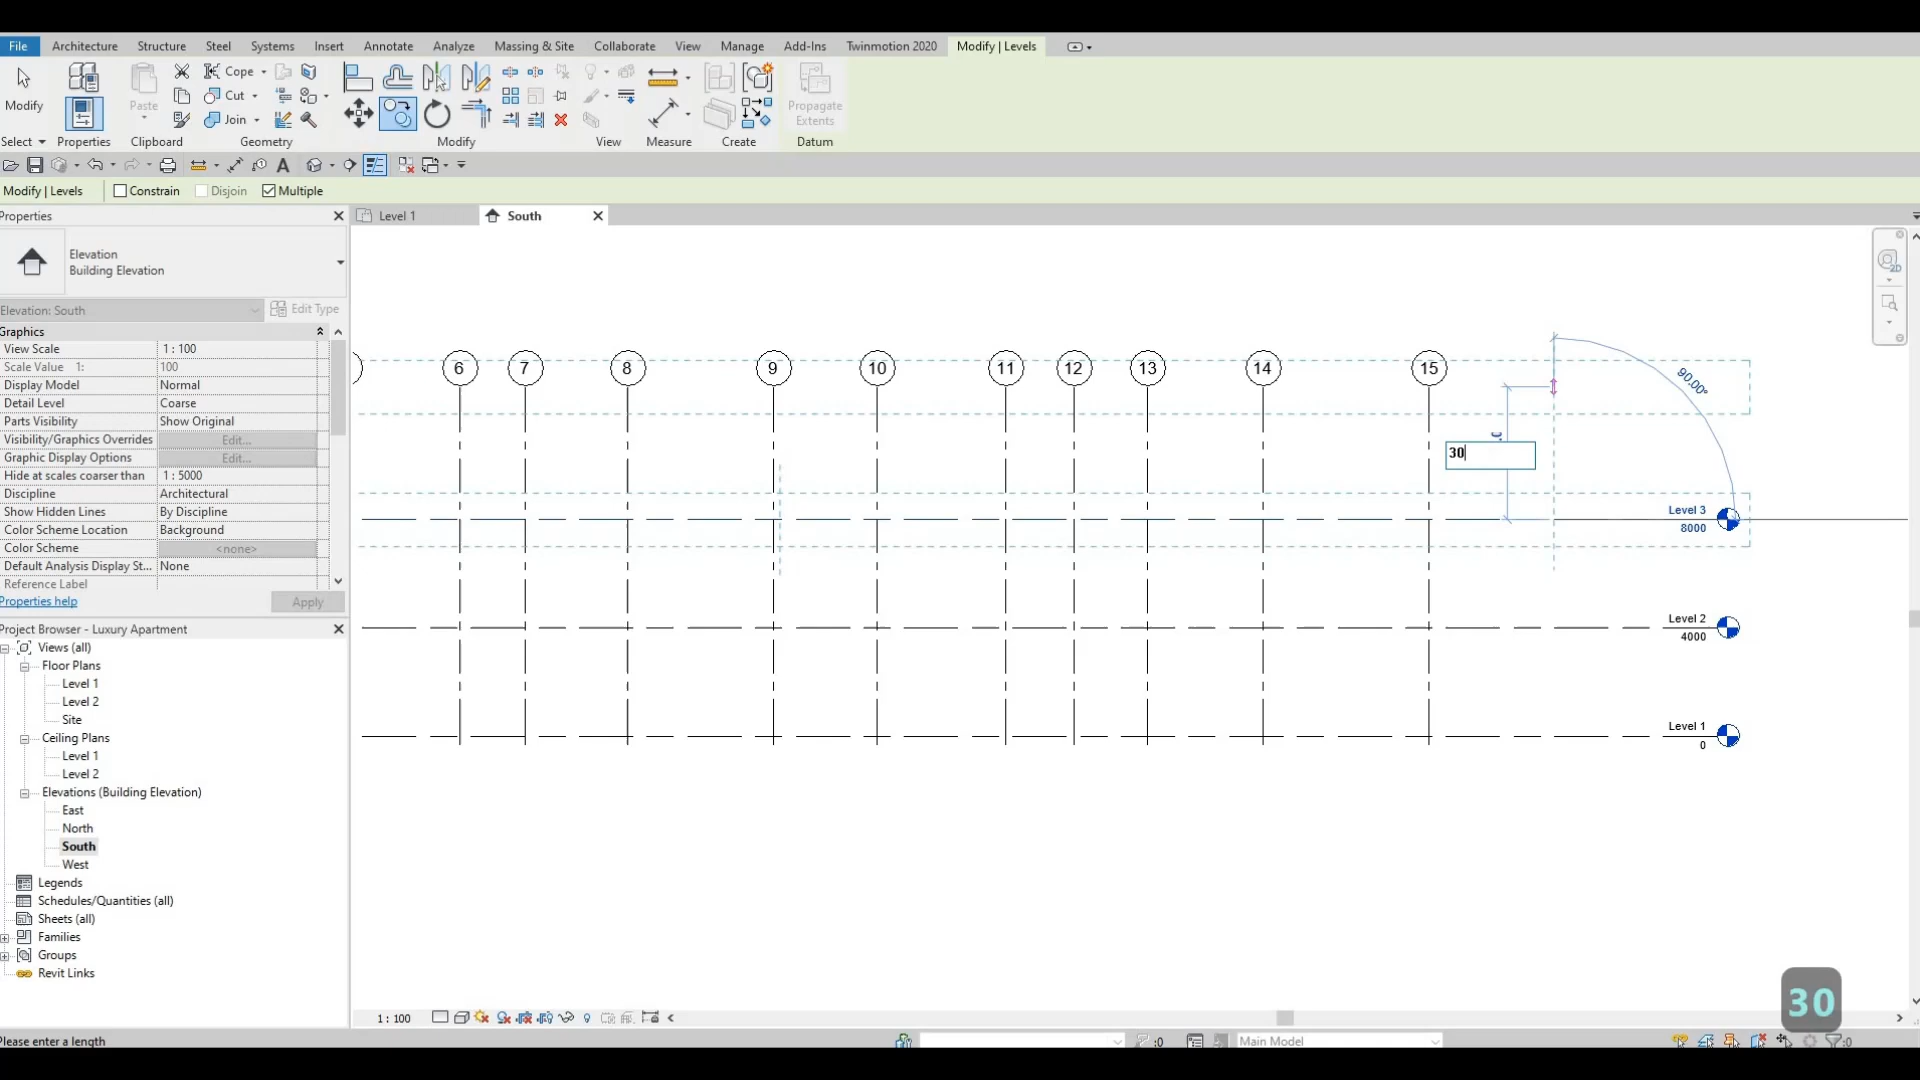 File Architecture Structure Steel Systems Insert Annotate Analyze Massing & Site Collaborate View Manage Add-Ins Twinmotion 2020 Modify | Levels
Modify Paste Cope Cut Join Propagate Extents
Select Properties Clipboard Geometry Modify View Measure Create Datum
Modify | Levels Constrain Disjoin Multiple
Properties
Level 1 South
Elevation
Building Elevation
Elevation: South Edit Type
Graphics
View Scale 1 : 100
Scale Value 1: 100
Display Model Normal
Detail Level Coarse
Parts Visibility Show Original
Visibility/Graphics Overrides Edit...
Graphic Display Options Edit...
Hide at scales coarser than 1 : 5000
Discipline Architectural
Show Hidden Lines By Discipline
Color Scheme Location Background
Color Scheme <none>
Default Analysis Display St... None
Reference Label
Properties help Apply
Project Browser - Luxury Apartment
Views (all)
Floor Plans
Level 1
Level 2
Site
Ceiling Plans
Level 1
Level 2
Elevations (Building Elevation)
East
North
South
West
Legends
Schedules/Quantities (all)
Sheets (all)
Families
Groups
Revit Links
6 7 8 9 10 11 12 13 14 15
90.00°
30
Level 3
8000
Level 2
4000
Level 1
0
30
1 : 100
Please enter a length :0 Main Model :0
2D